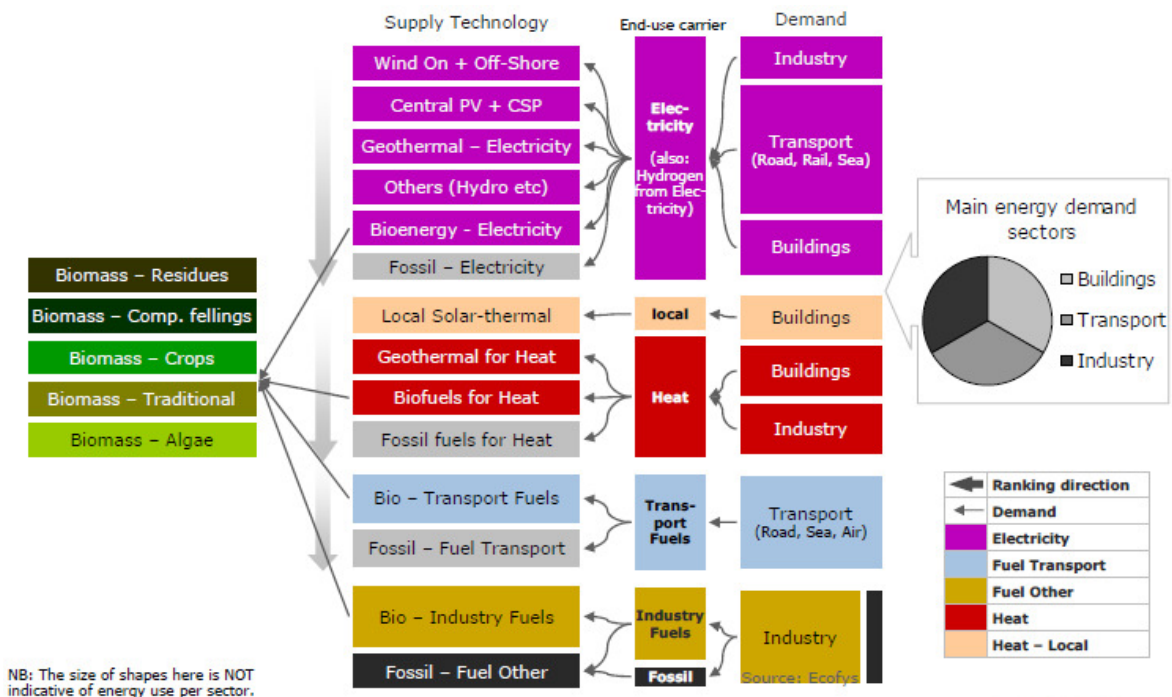 Supply Technology
End-use carrier
Demand
Wind On + Off-Shore
Central PV + CSP
Geothermal – Electricity
Others (Hydro etc)
Bioenergy - Electricity
Fossil – Electricity
Local Solar-thermal
Geothermal for Heat
Biofuels for Heat
Fossil fuels for Heat
Bio – Transport Fuels
Fossil – Fuel Transport
Bio – Industry Fuels
Fossil – Fuel Other
Biomass – Residues
Biomass – Comp. fellings
Biomass – Crops
Biomass – Traditional
Biomass – Algae
Elec-
tricity
(also:
Hydrogen
from Elec-
tricity)
local
Heat
Trans-
port
Fuels
Industry
Fuels
Fossil
Industry
Transport
(Road, Rail, Sea)
Buildings
Buildings
Buildings
Industry
Transport
(Road, Sea, Air)
Industry
Source: Ecofys
Main energy demand
sectors
Buildings
Transport
Industry
Ranking direction
Demand
Electricity
Fuel Transport
Fuel Other
Heat
Heat – Local
NB: The size of shapes here is NOT
indicative of energy use per sector.